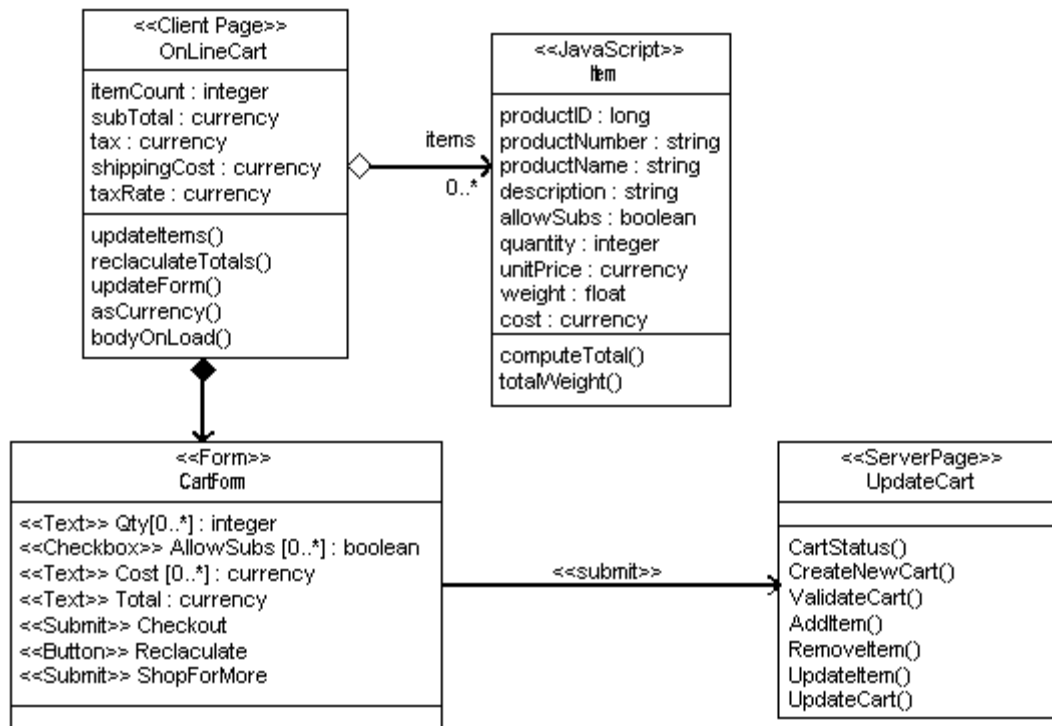 <<Client Page>>
OnLineCart
itemCount : integer
subTotal : currency
tax : currency
shippingCost : currency
taxRate : currency
updateItems()
reclaculateTotals()
updateForm()
asCurrency()
bodyOnLoad()
items
0..*
<<JavaScript>>
Item
productID : long
productNumber : string
productName : string
description : string
allowSubs : boolean
quantity : integer
unitPrice : currency
weight : float
cost : currency
computeTotal()
totalWeight()
<<Form>>
CartForm
<<Text>> Qty[0..*] : integer
<<Checkbox>> AllowSubs [0..*] : boolean
<<Text>> Cost [0..*] : currency
<<Text>> Total : currency
<<Submit>> Checkout
<<Button>> Reclaculate
<<Submit>> ShopForMore
<<submit>>
<<ServerPage>>
UpdateCart
CartStatus()
CreateNewCart()
ValidateCart()
AddItem()
RemoveItem()
UpdateItem()
UpdateCart()